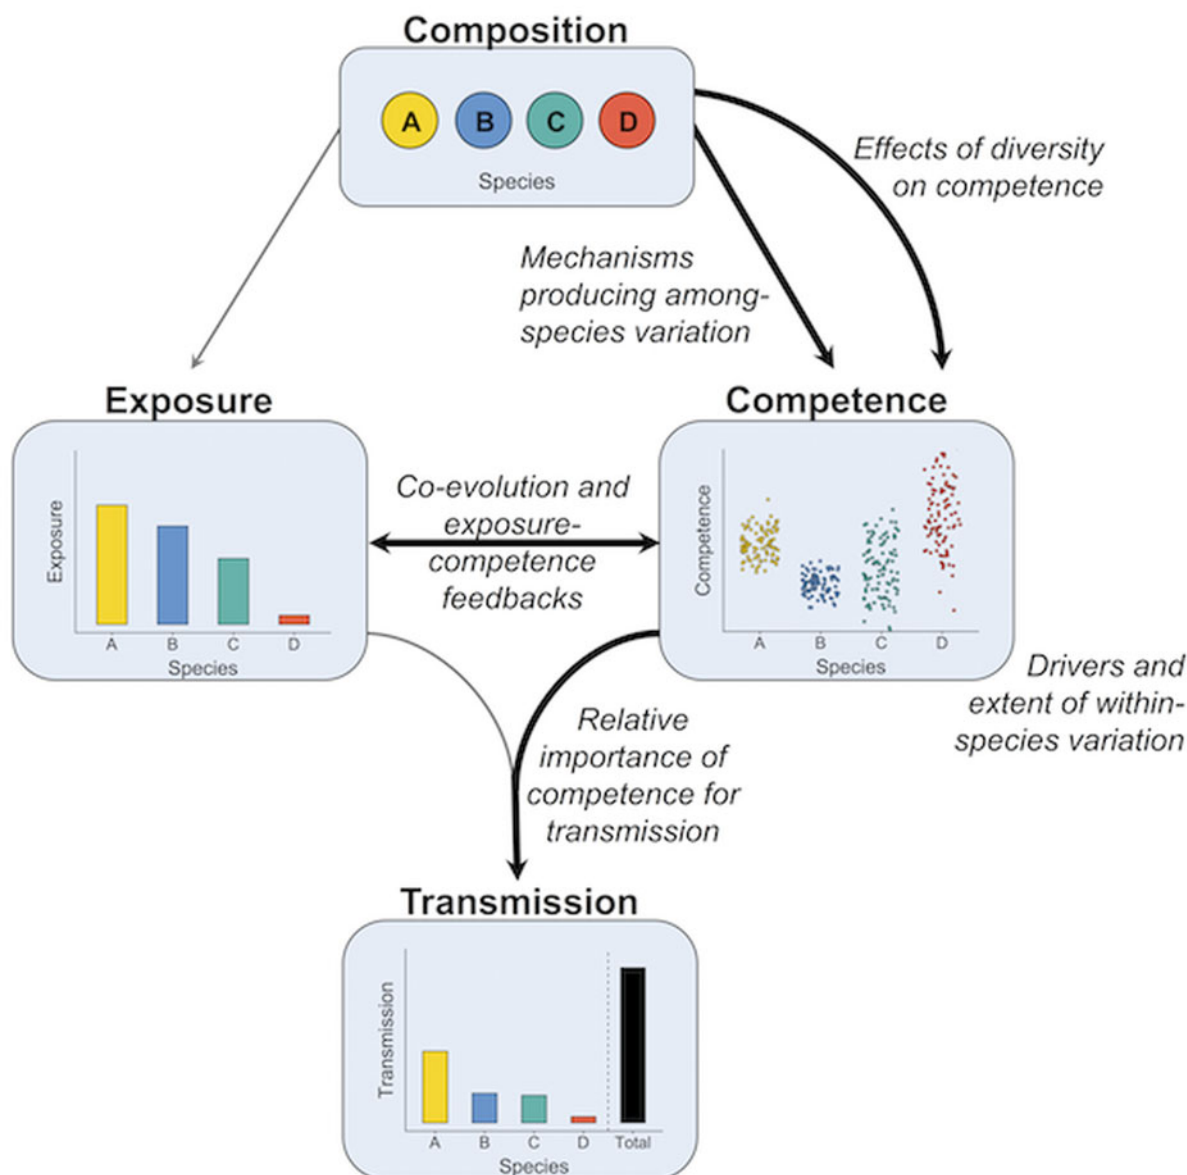 Composition
A B C D
Species
Effects of diversity
on competence
Mechanisms
producing among-
species variation
Exposure
Exposure
A B C D
Species
Co-evolution and
exposure-
competence
feedbacks
Competence
Competence
A B C D
Species
Drivers and
extent of within-
species variation
Relative
importance of
competence for
transmission
Transmission
Transmission
A B C D Total
Species